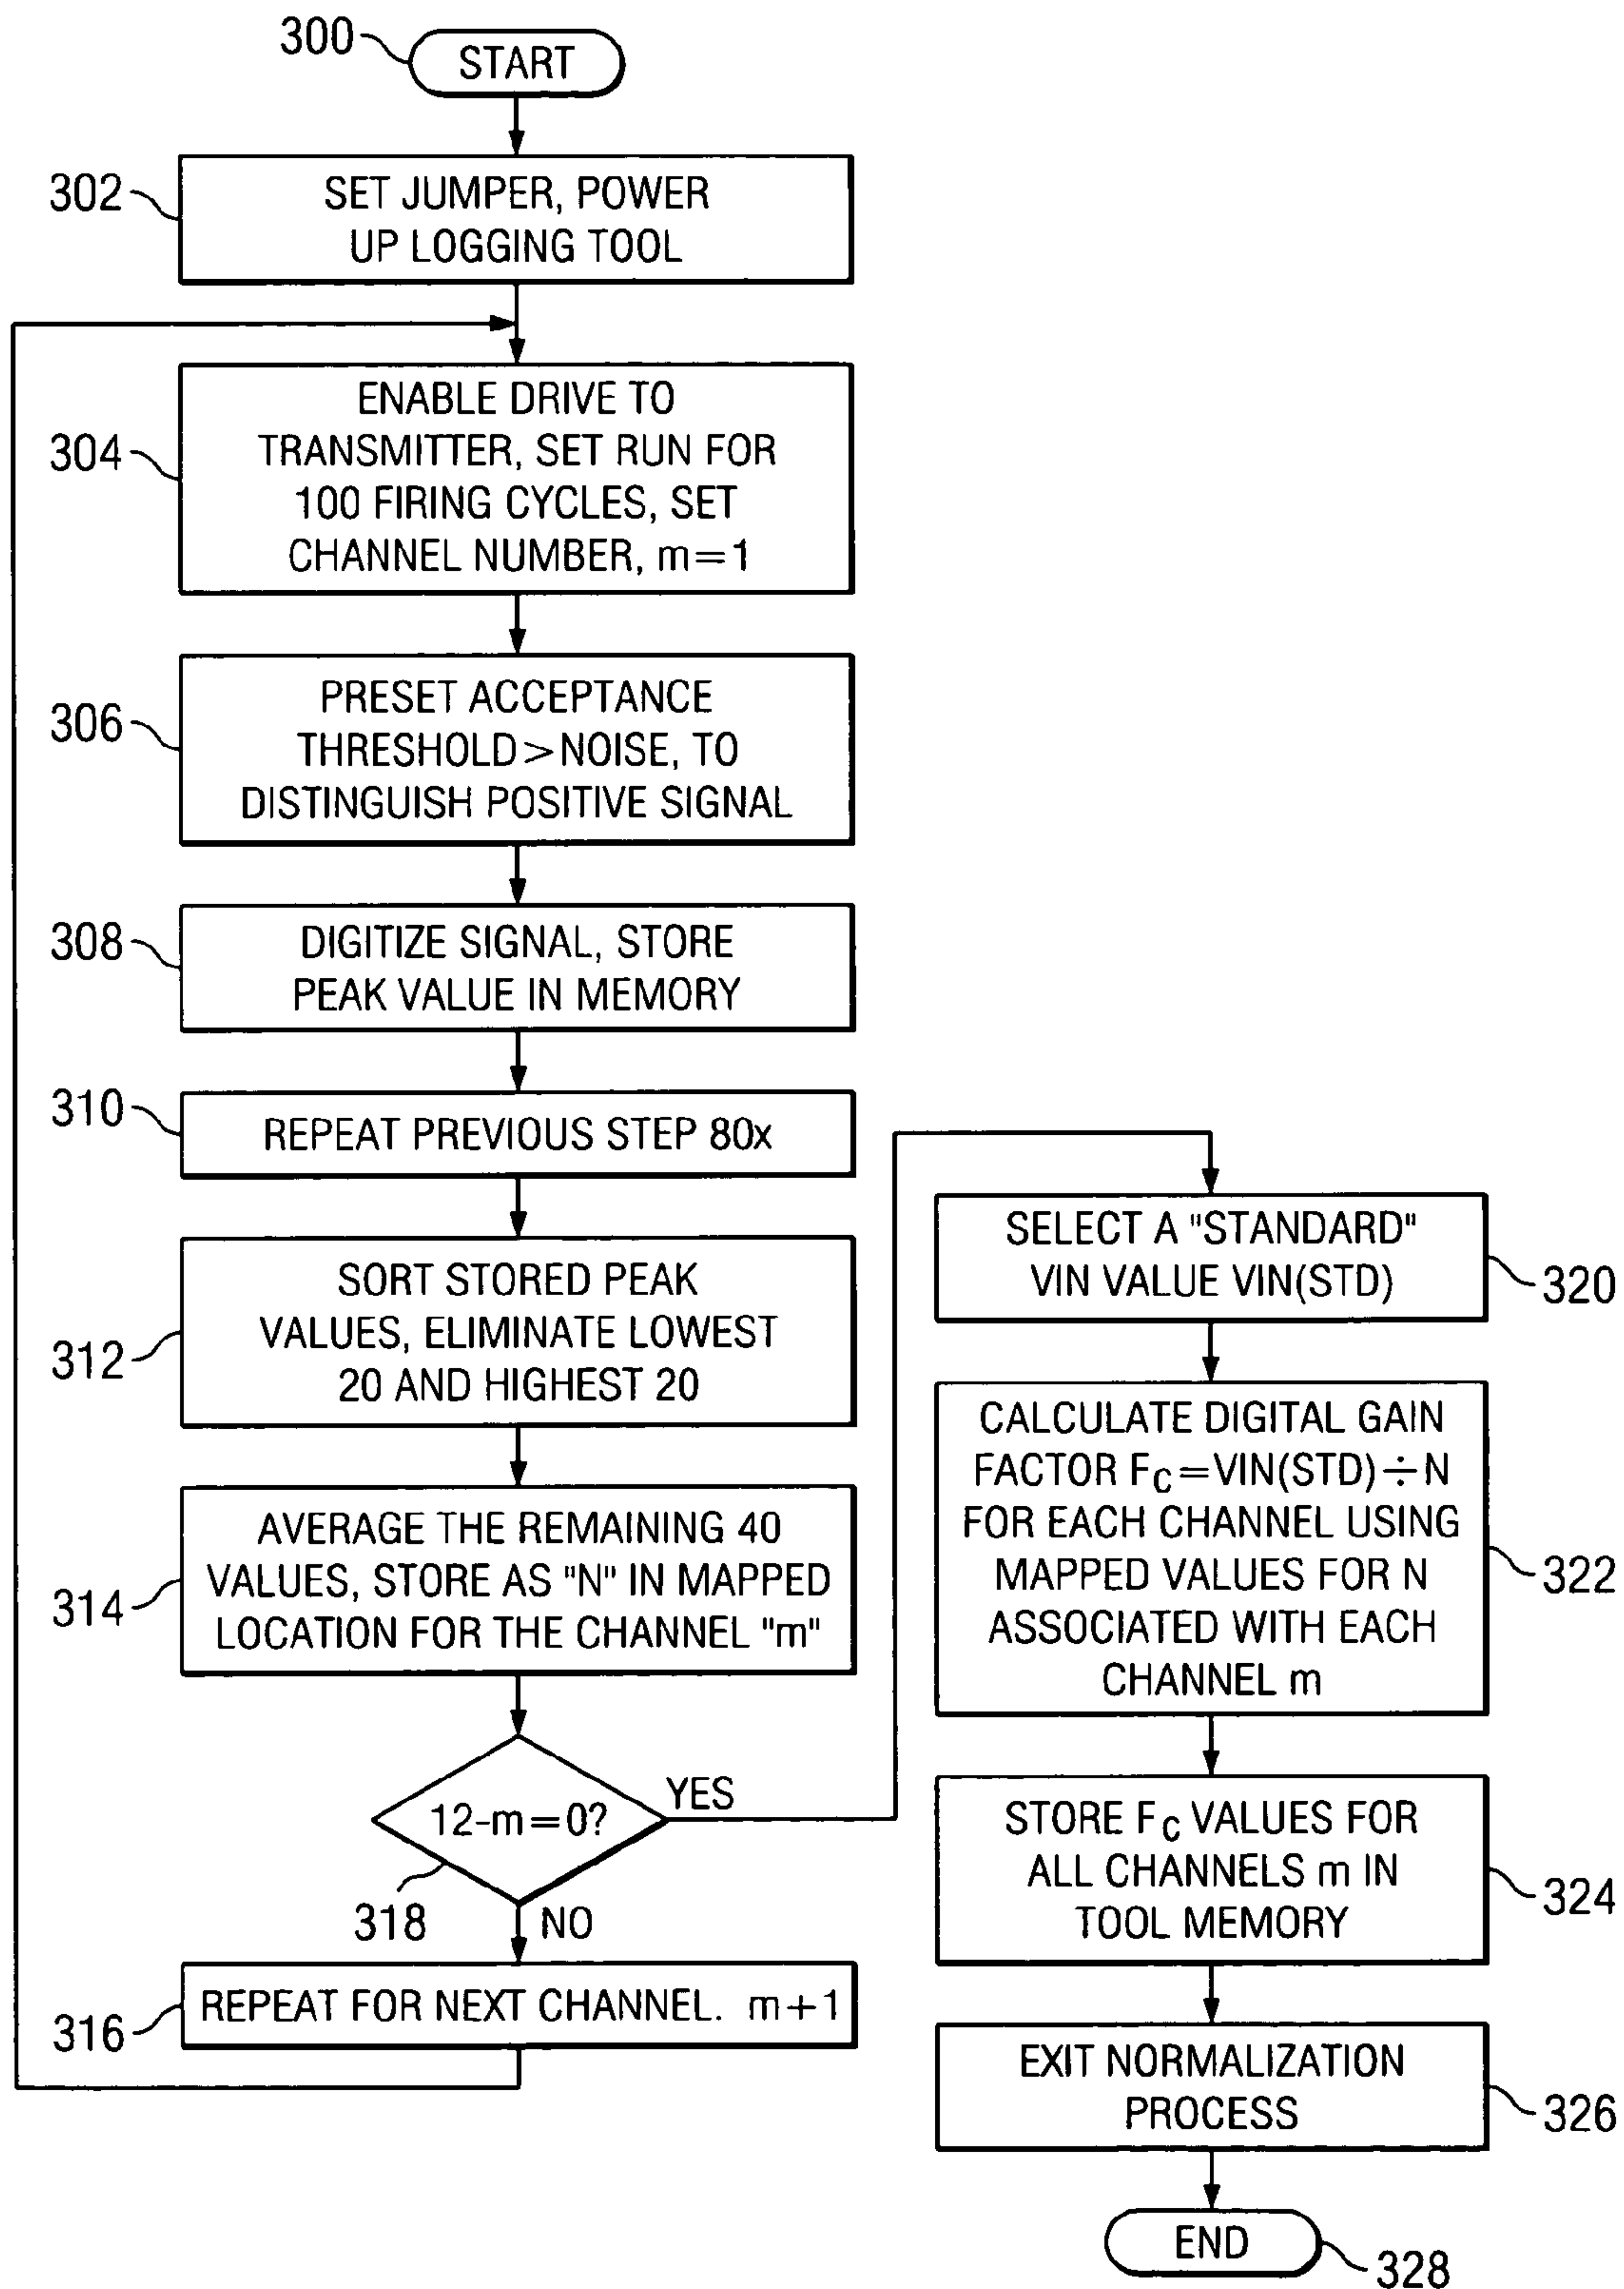 300
START
302
SET JUMPER, POWER
UP LOGGING TOOL
304
ENABLE DRIVE TO
TRANSMITTER, SET RUN FOR
100 FIRING CYCLES, SET
CHANNEL NUMBER, m=1
306
PRESET ACCEPTANCE
THRESHOLD>NOISE, TO
DISTINGUISH POSITIVE SIGNAL
308
DIGITIZE SIGNAL, STORE
PEAK VALUE IN MEMORY
310
REPEAT PREVIOUS STEP 80x
312
SORT STORED PEAK
VALUES, ELIMINATE LOWEST
20 AND HIGHEST 20
314
AVERAGE THE REMAINING 40
VALUES, STORE AS "N" IN MAPPED
LOCATION FOR THE CHANNEL "m"
12-m=0?
YES
318
NO
316
REPEAT FOR NEXT CHANNEL. m+1
SELECT A "STANDARD"
VIN VALUE VIN(STD)
320
CALCULATE DIGITAL GAIN
FACTOR FC=VIN(STD)÷N
FOR EACH CHANNEL USING
MAPPED VALUES FOR N
ASSOCIATED WITH EACH
CHANNEL m
322
STORE FC VALUES FOR
ALL CHANNELS m IN
TOOL MEMORY
324
EXIT NORMALIZATION
PROCESS
326
END
328